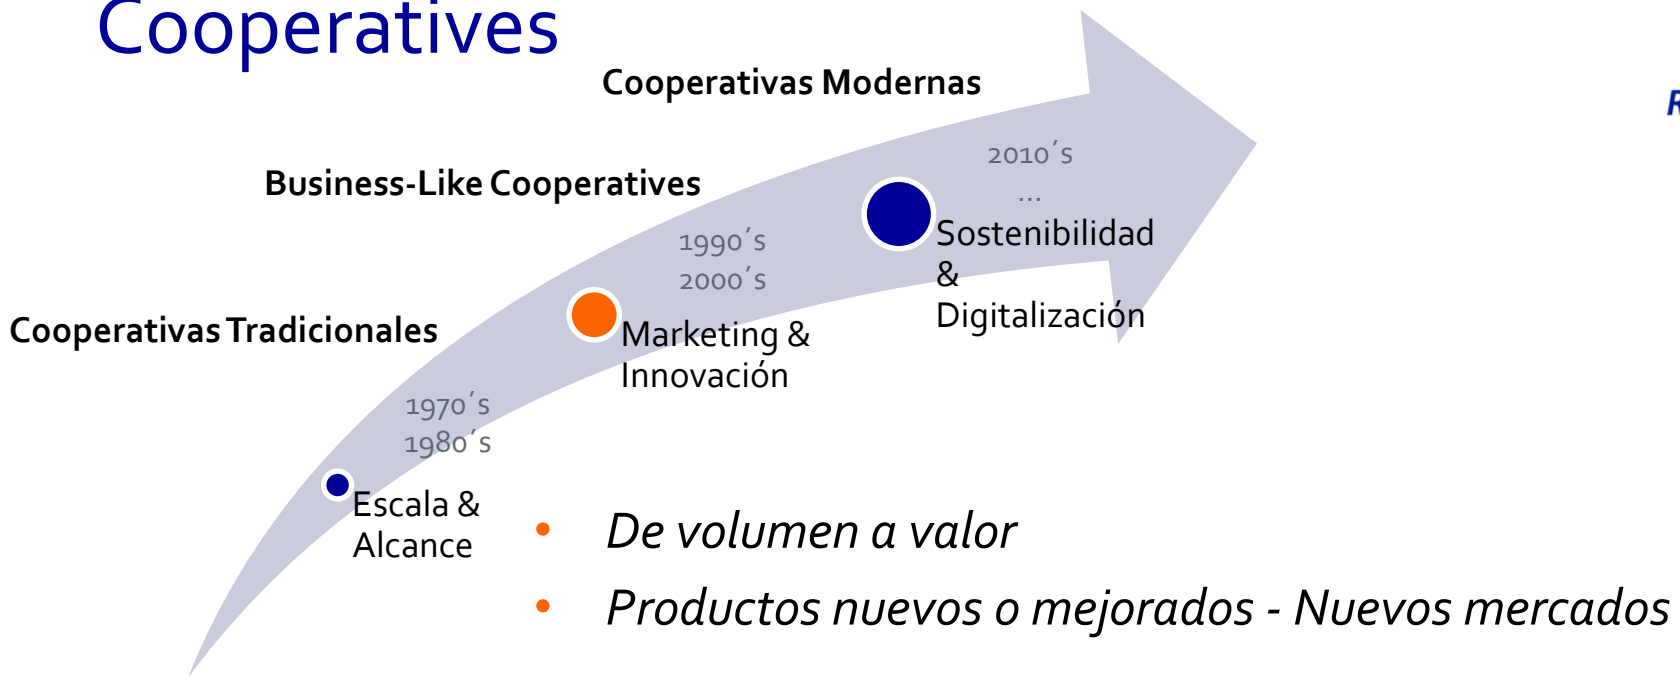 Cooperatives
Cooperativas Modernas
2010´s
...
Sostenibilidad
&
Digitalización
Business-Like Cooperatives
1990´s
2000´s
Marketing &
Innovación
Cooperativas Tradicionales
1970´s
1980´s
Escala &
Alcance
• De volumen a valor
• Productos nuevos o mejorados - Nuevos mercados